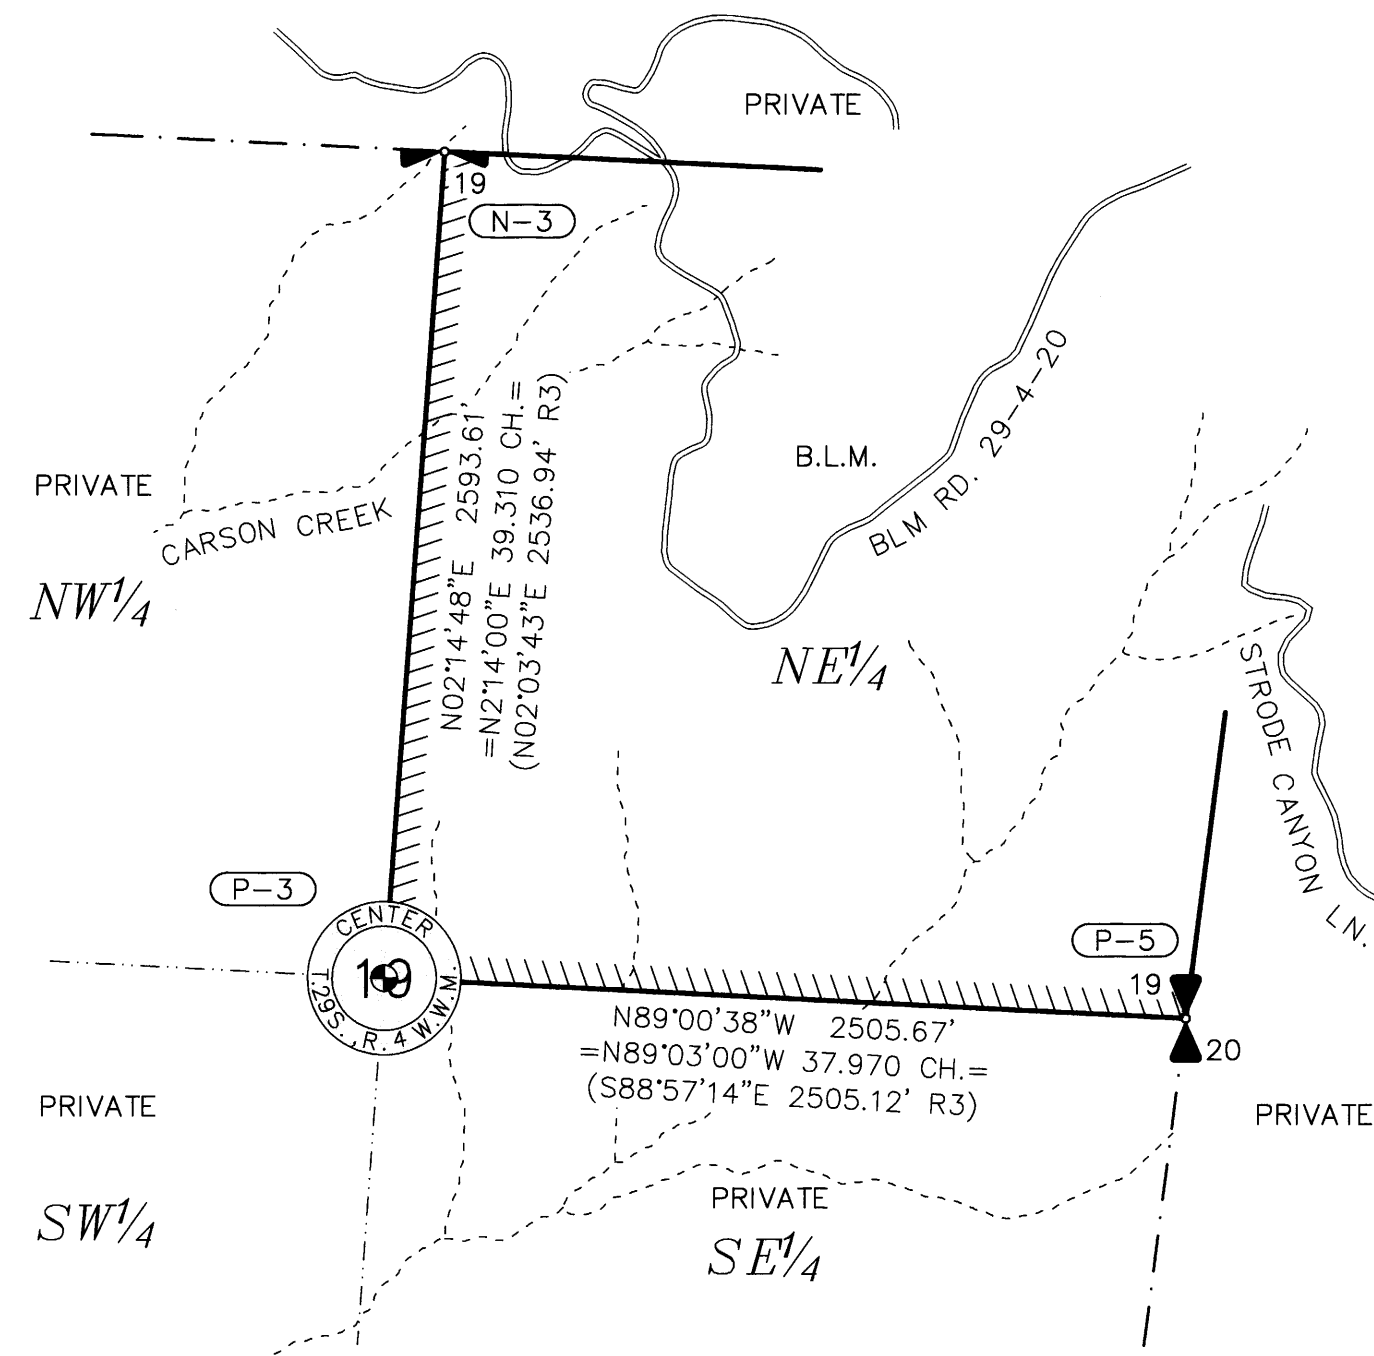 PRIVATE
19
N-3
N02°14'48"E 2593.61'
=N2°14'00"E 39.310 CH.=
(N02°03'43"E 2536.94' R3)
BLM RD. 29-4-20
B.L.M.
PRIVATE
CARSON CREEK
NW1/4
NE1/4
STRODE CANYON LN.
P-3
CENTER
19
T.29S., R.4 W.W.M.
P-5
19
20
N89°00'38"W 2505.67'
=N89°03'00"W 37.970 CH.=
(S88°57'14"E 2505.12' R3)
PRIVATE
PRIVATE
PRIVATE
SW1/4
SE1/4